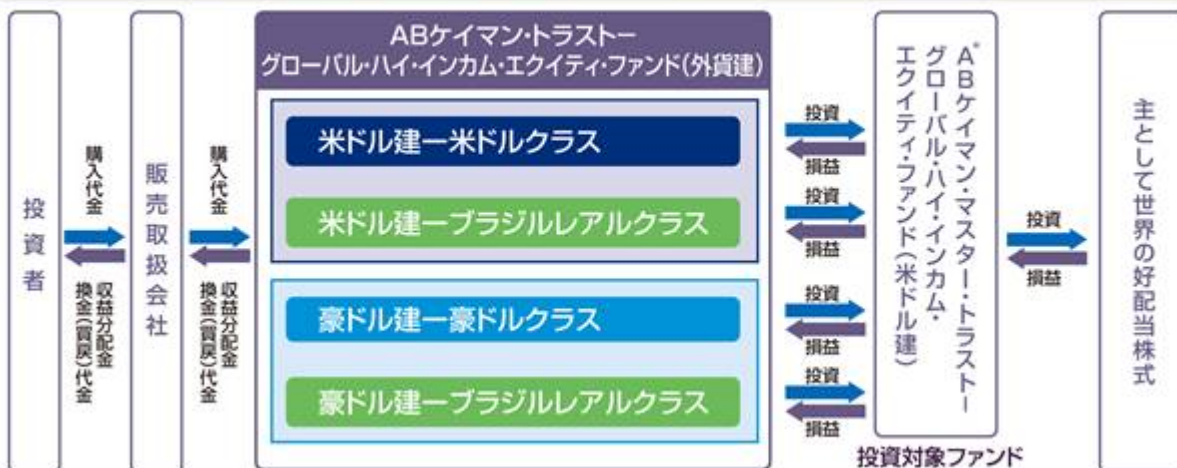 投資者
購入代金
収益分配金
換金(買戻)代金
販売取扱会社
購入代金
収益分配金
換金(買戻)代金
ABケイマン・トラストー
グローバル・ハイ・インカム・エクイティ・ファンド(外貨建)
米ドル建ー米ドルクラス
米ドル建ーブラジルレアルクラス
豪ドル建ー豪ドルクラス
豪ドル建ーブラジルレアルクラス
投資
損益
投資
損益
投資
損益
投資
損益
ABケイマン・マスター・トラストー
グローバル・ハイ・インカム・
エクイティ・ファンド(米ドル建)
投資対象ファンド
投資
損益
主として世界の好配当株式